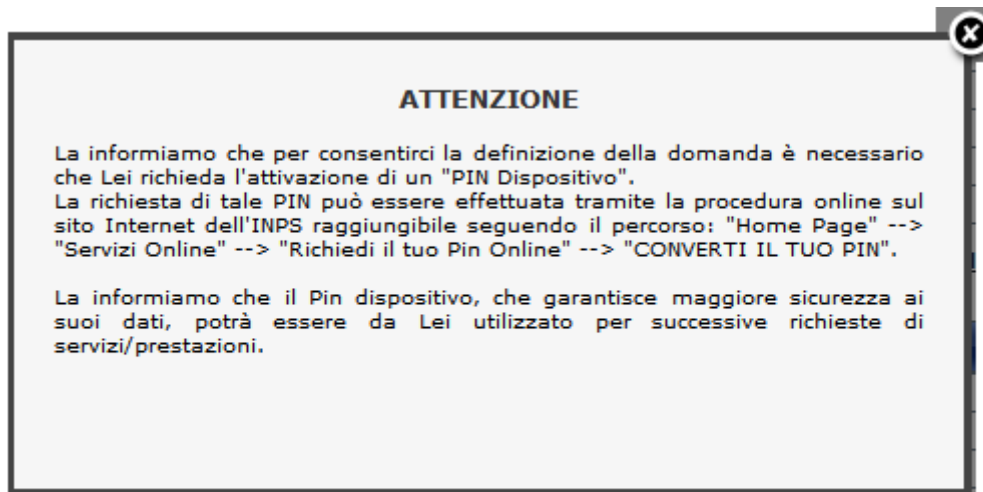 ATTENZIONE
La informiamo che per consentirci la definizione della domanda è necessario
che Lei richieda l'attivazione di un "PIN Dispositivo".
La richiesta di tale PIN può essere effettuata tramite la procedura online sul
sito Internet dell'INPS raggiungibile seguendo il percorso: "Home Page" -->
"Servizi Online" --> "Richiedi il tuo Pin Online" --> "CONVERTI IL TUO PIN".
La informiamo che il Pin dispositivo, che garantisce maggiore sicurezza ai
suoi dati, potrà essere da Lei utilizzato per successive richieste di
servizi/prestazioni.